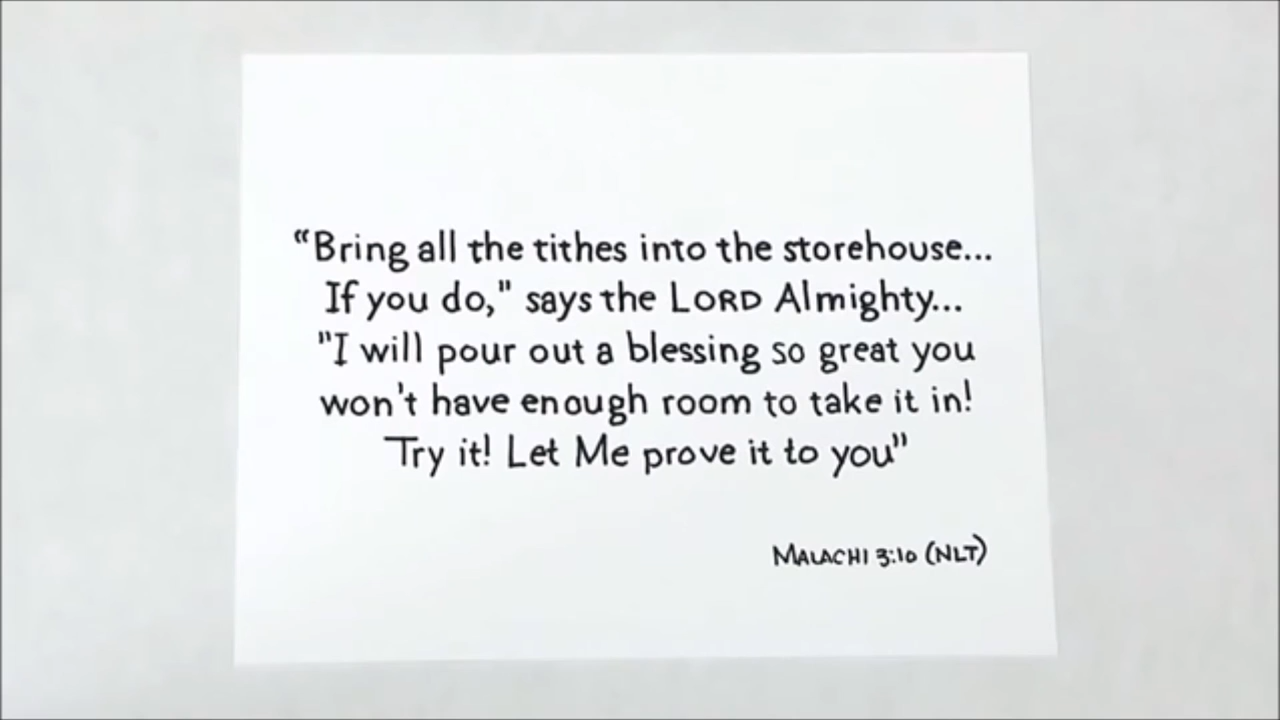 “Bring all the tithes into the storehouse...
If you do," says the LORD Almighty...
"I will pour out a blessing so great you
won't have enough room to take it in!
Try it! Let Me prove it to you”
MALACHI 3:10 (NLT)